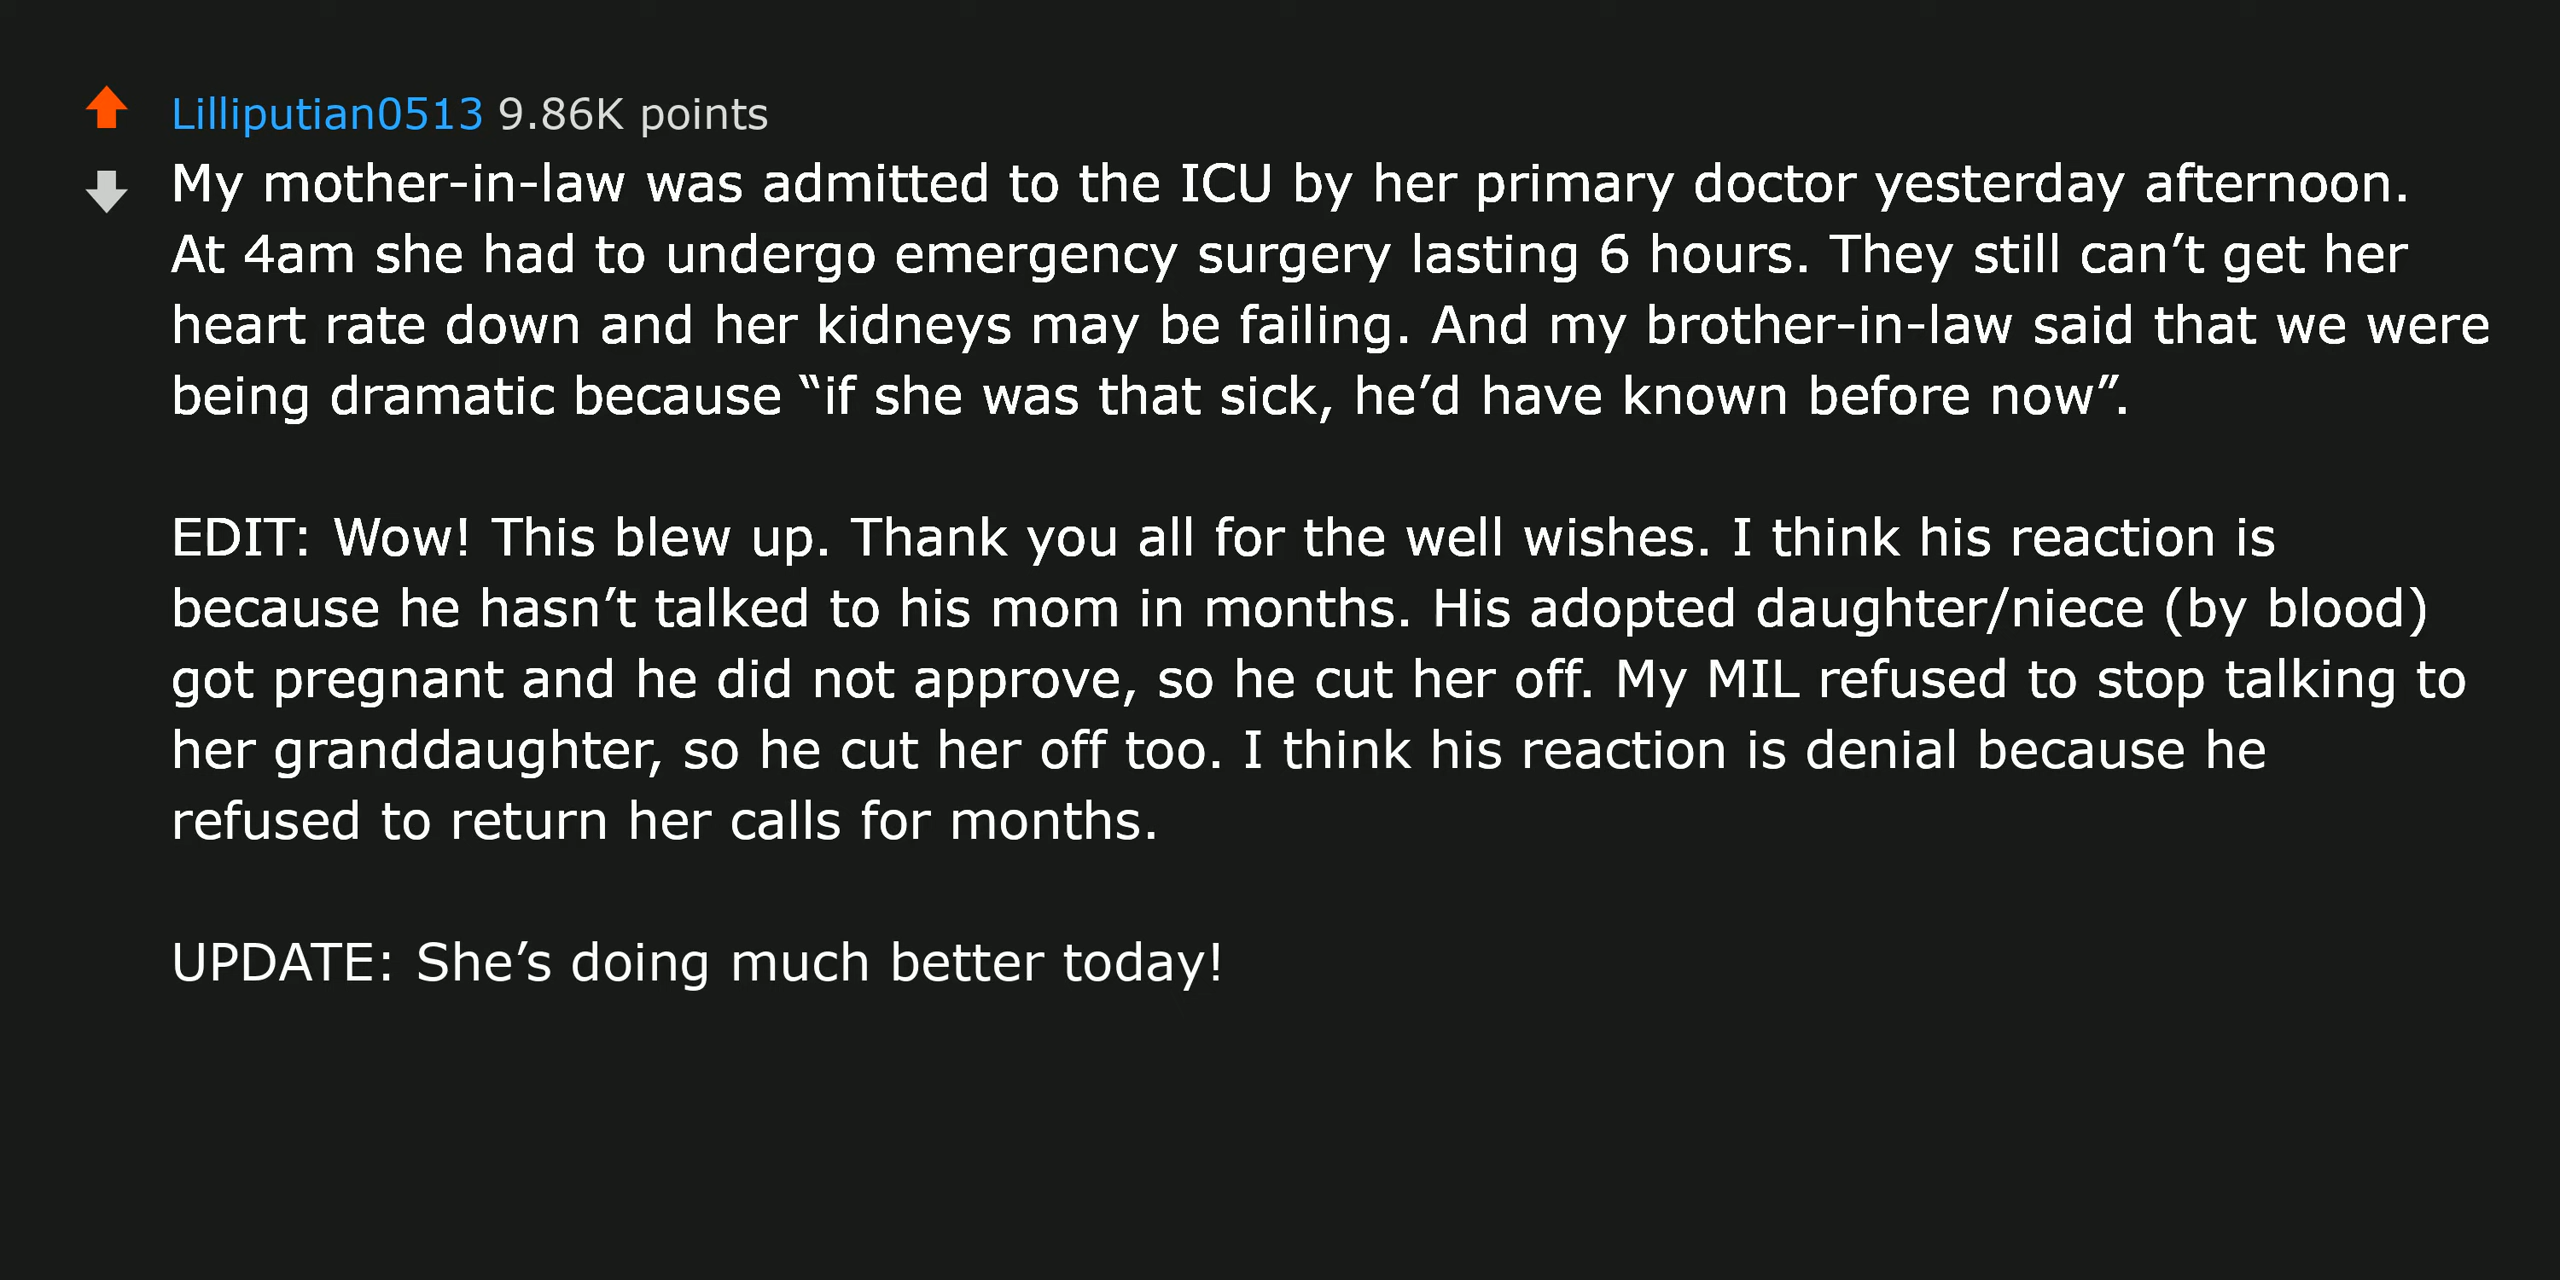 Lilliputian0513 9.86K points
My mother-in-law was admitted to the ICU by her primary doctor yesterday afternoon.
At 4am she had to undergo emergency surgery lasting 6 hours. They still can’t get her
heart rate down and her kidneys may be failing. And my brother-in-law said that we were
being dramatic because “if she was that sick, he’d have known before now”.
EDIT: Wow! This blew up. Thank you all for the well wishes. I think his reaction is
because he hasn’t talked to his mom in months. His adopted daughter/niece (by blood)
got pregnant and he did not approve, so he cut her off. My MIL refused to stop talking to
her granddaughter, so he cut her off too. I think his reaction is denial because he
refused to return her calls for months.
UPDATE: She’s doing much better today!